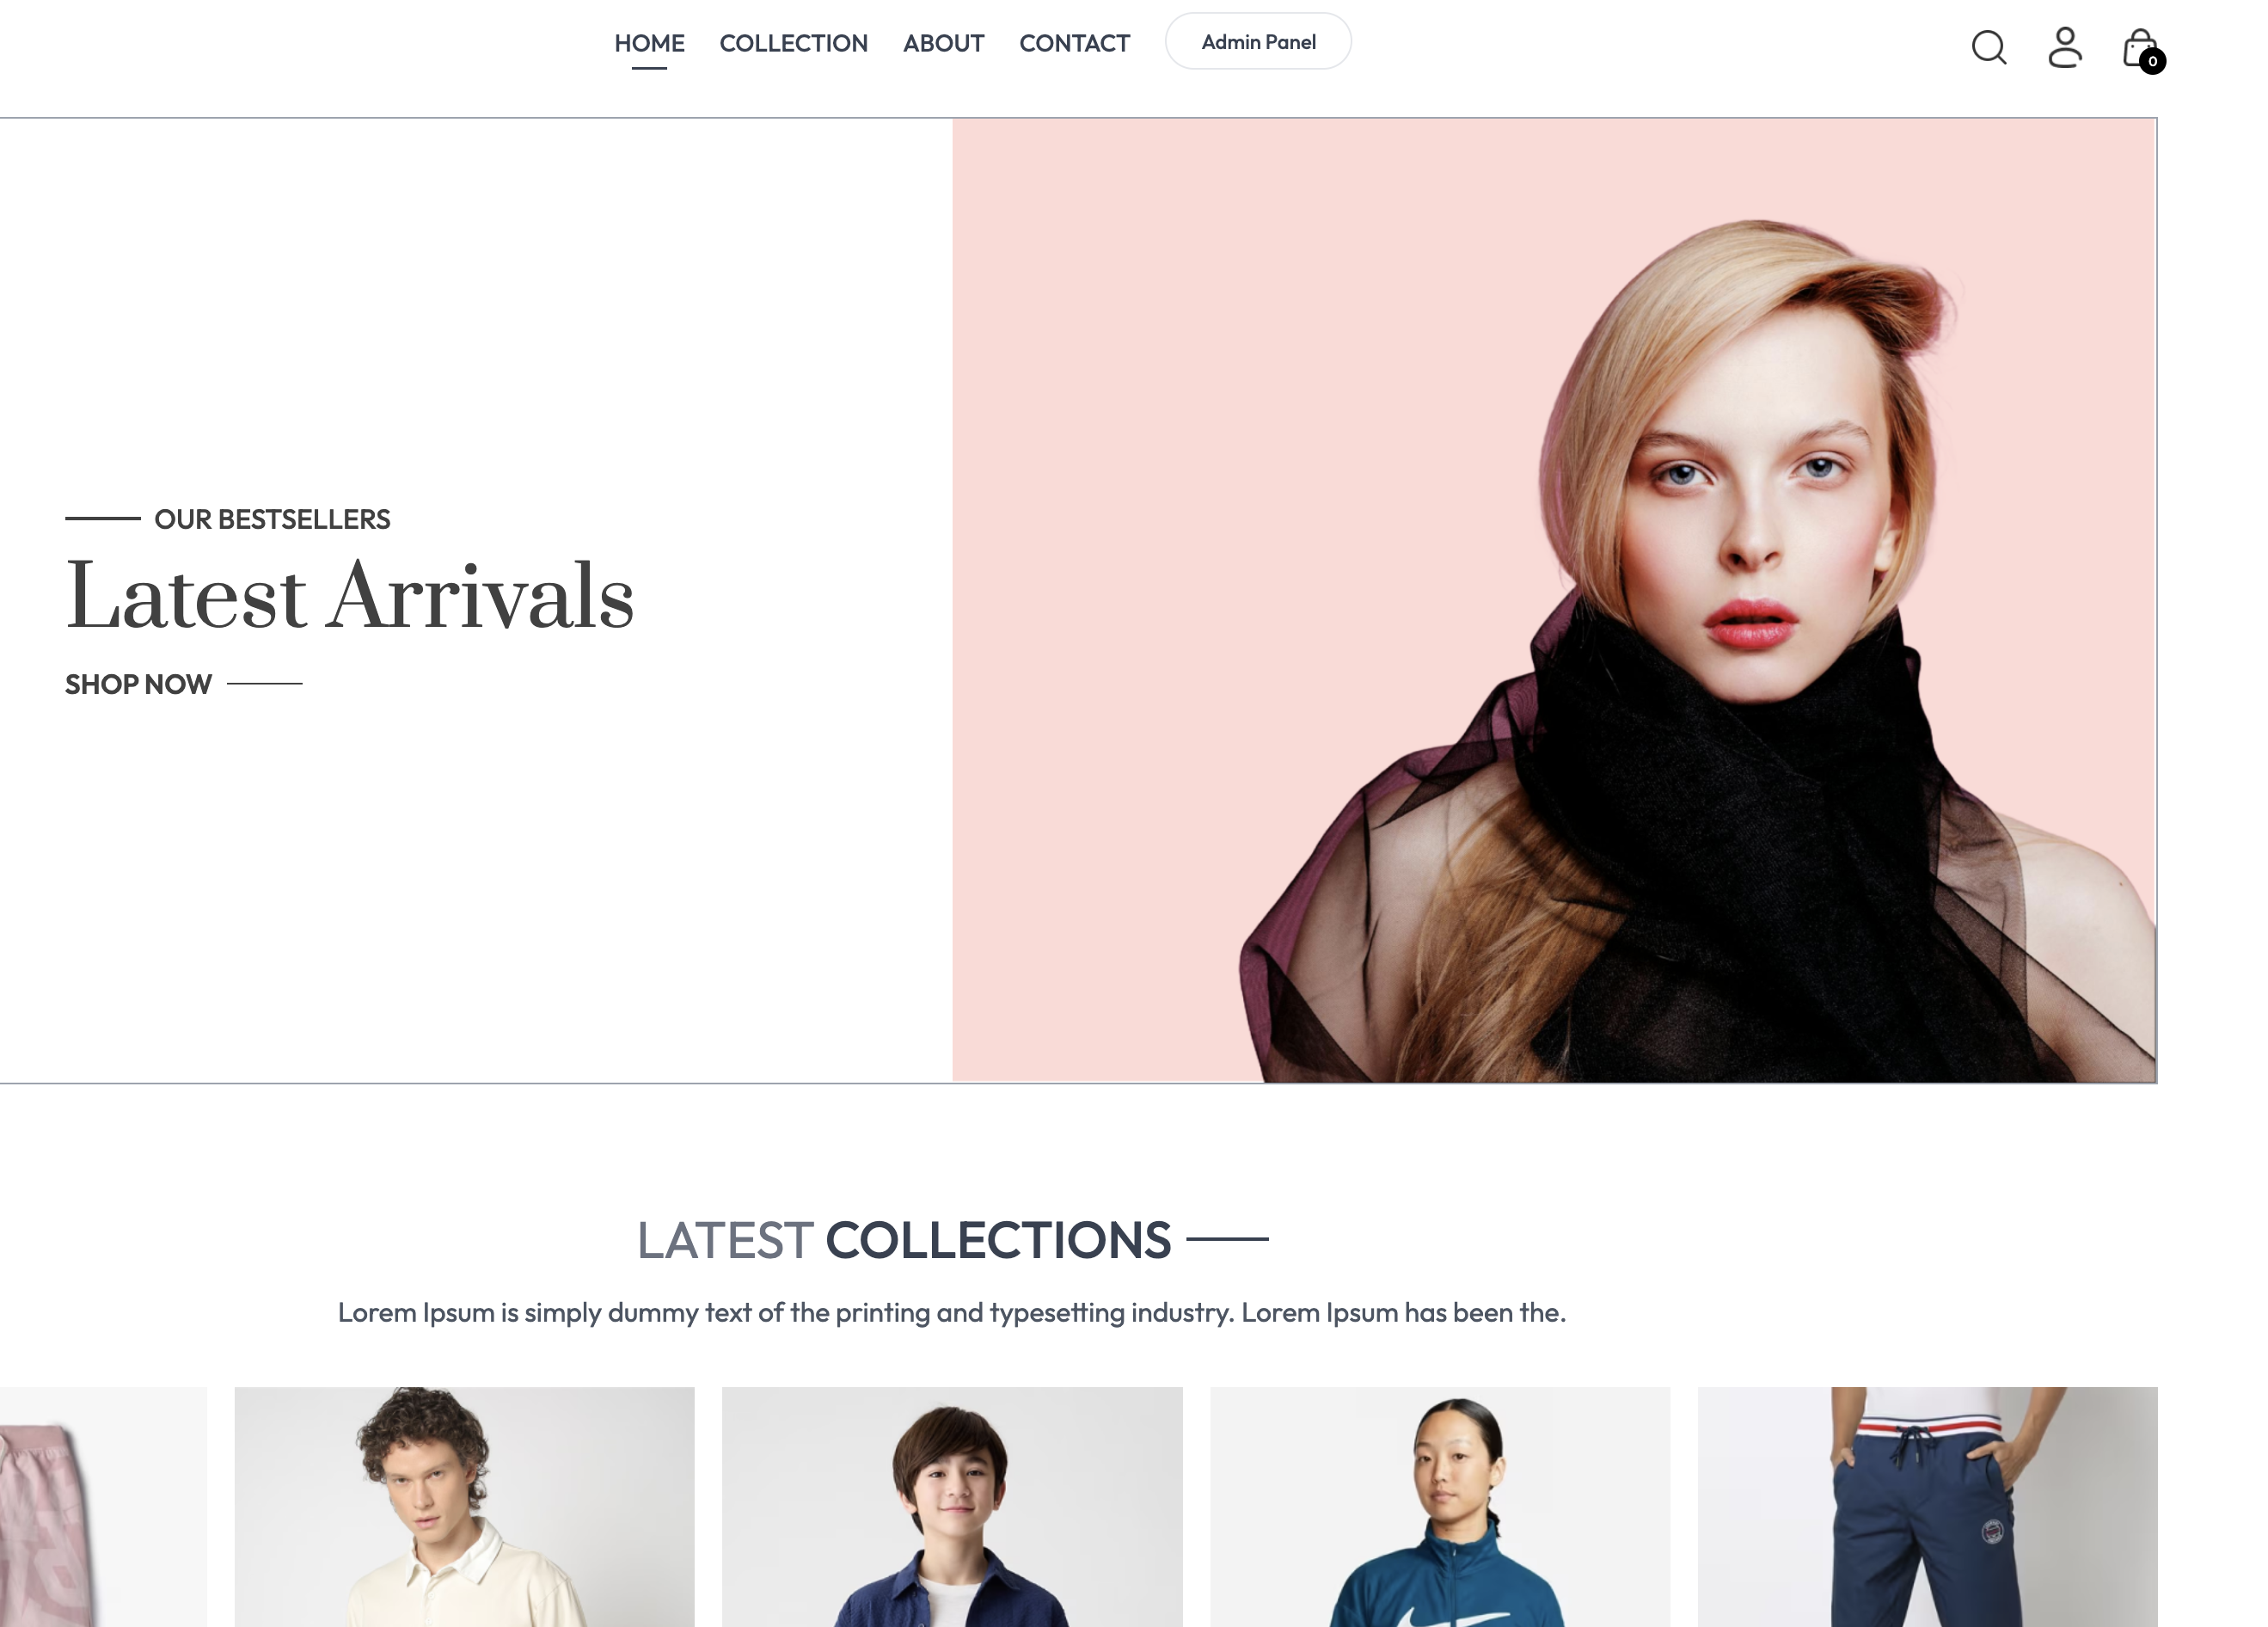 HOME COLLECTION ABOUT CONTACT Admin Panel
0
OUR BESTSELLERS
Latest Arrivals
SHOP NOW
LATEST COLLECTIONS
Lorem Ipsum is simply dummy text of the printing and typesetting industry. Lorem Ipsum has been the.